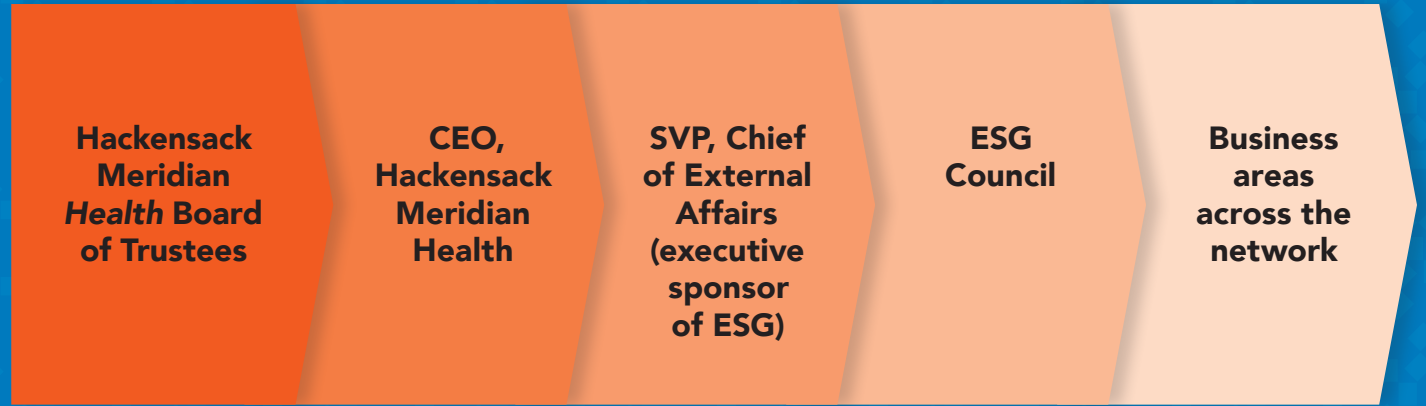 Hackensack
Meridian
Health Board
of Trustees
CEO,
Hackensack
Meridian
Health
SVP, Chief
of External
Affairs
(executive
sponsor
of ESG)
ESG
Council
Business
areas
across the
network